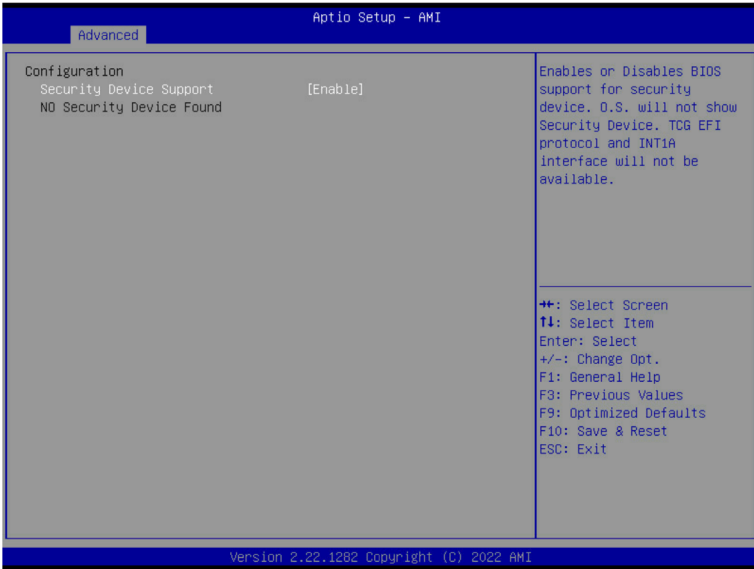 Aptio Setup – AMI
Advanced
Configuration
Security Device Support [Enable]
NO Security Device Found
Enables or Disables BIOS
support for security
device. O.S. will not show
Security Device. TCG EFI
protocol and INT1A
interface will not be
available.
→←: Select Screen
↑↓: Select Item
Enter: Select
+/-: Change Opt.
F1: General Help
F3: Previous Values
F9: Optimized Defaults
F10: Save & Reset
ESC: Exit
Version 2.22.1282 Copyright (C) 2022 AMI